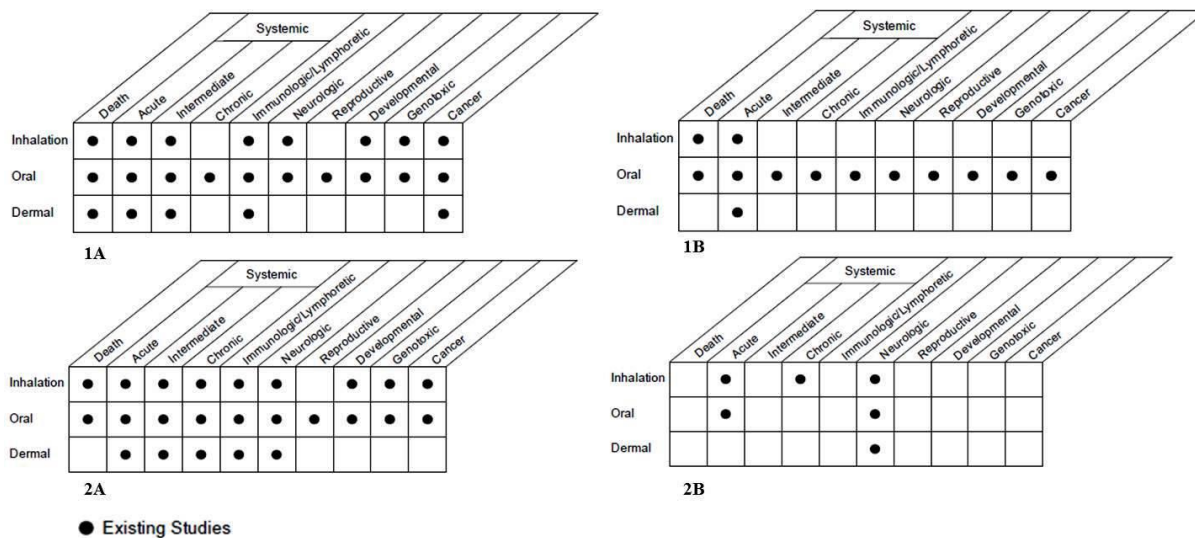 Systemic
Death
Acute
Intermediate
Chronic
Immunologic/Lymphoretic
Neurologic
Reproductive
Developmental
Genotoxic
Cancer
Inhalation
Oral
Dermal
1A
Systemic
Death
Acute
Intermediate
Chronic
Immunologic/Lymphoretic
Neurologic
Reproductive
Developmental
Genotoxic
Cancer
Inhalation
Oral
Dermal
1B
Systemic
Death
Acute
Intermediate
Chronic
Immunologic/Lymphoretic
Neurologic
Reproductive
Developmental
Genotoxic
Cancer
Inhalation
Oral
Dermal
2A
Systemic
Death
Acute
Intermediate
Chronic
Immunologic/Lymphoretic
Neurologic
Reproductive
Developmental
Genotoxic
Cancer
Inhalation
Oral
Dermal
2B
Existing Studies